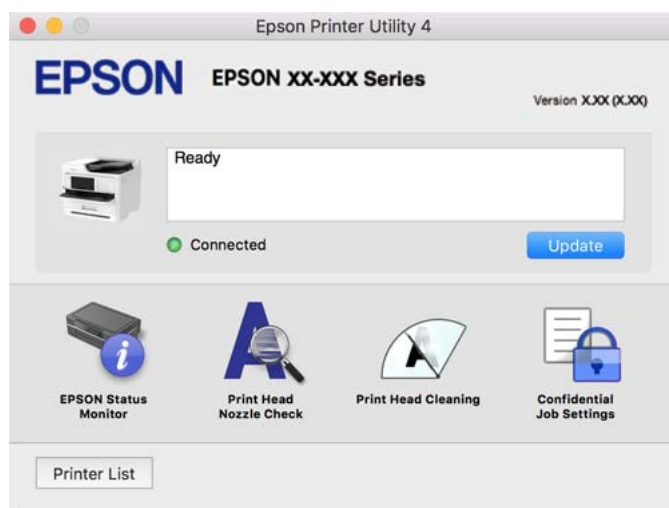 Epson Printer Utility 4
EPSON
EPSON XX-XXX Series
Version X.XX (X.XX)
Ready
Connected
Update
EPSON Status
Monitor
Print Head
Nozzle Check
Print Head Cleaning
Confidential
Job Settings
Printer List